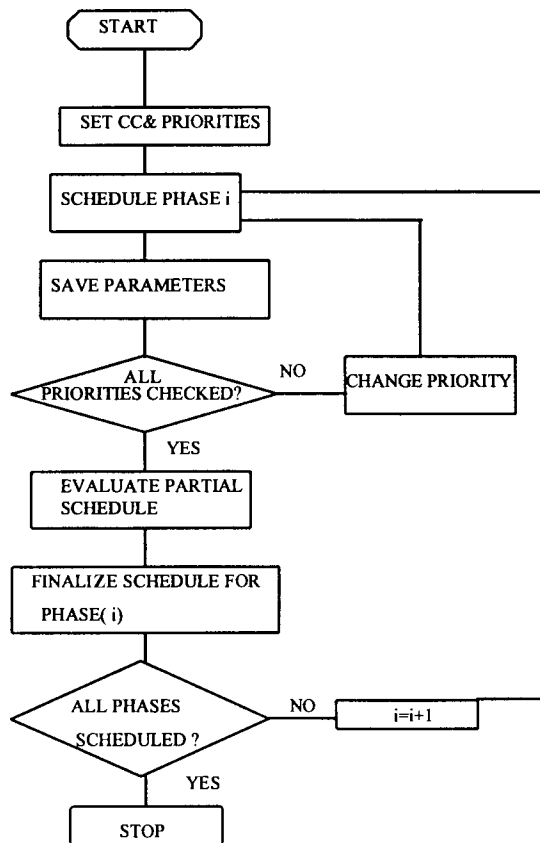 START
SET CC& PRIORITIES
SCHEDULE PHASE i
SAVE PARAMETERS
ALL
PRIORITIES CHECKED?
NO
CHANGE PRIORITY
YES
EVALUATE PARTIAL
SCHEDULE
FINALIZE SCHEDULE FOR
PHASE( i)
ALL PHASES
SCHEDULED ?
NO
i=i+1
YES
STOP